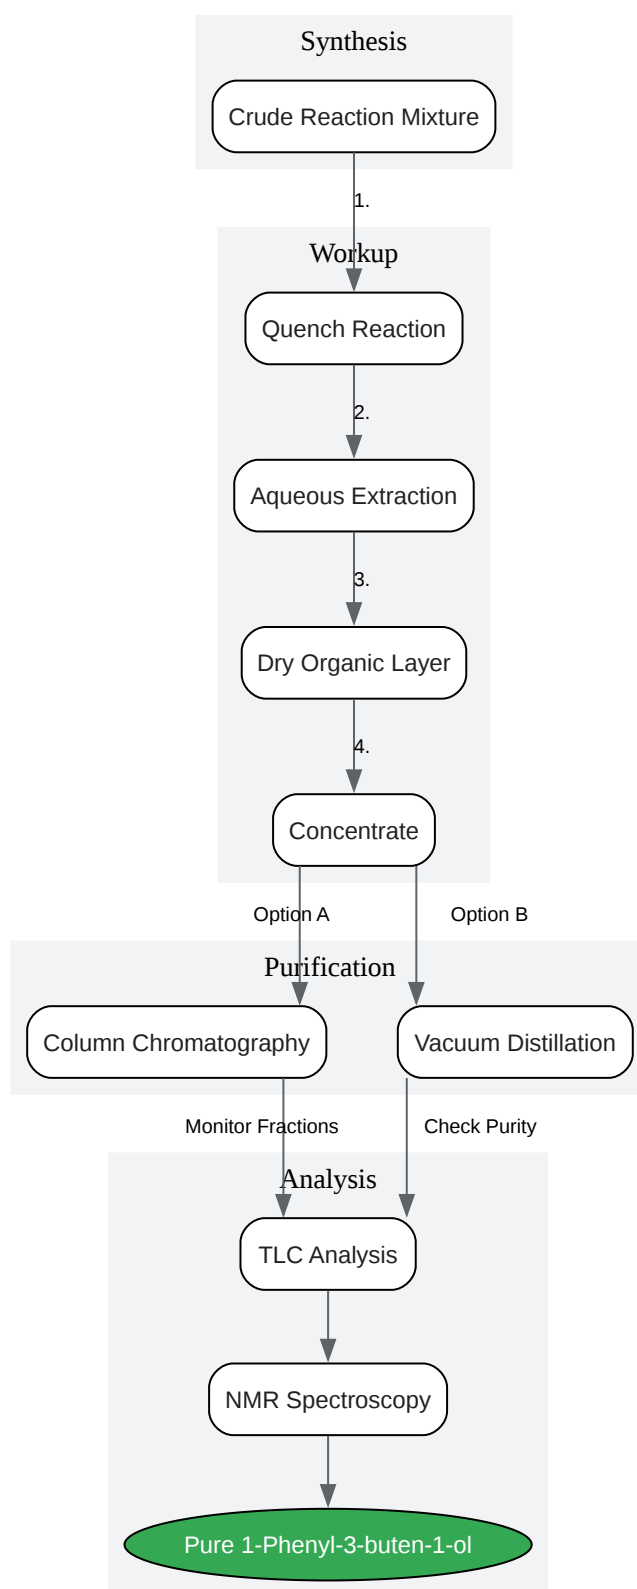 Synthesis
Crude Reaction Mixture
1.
Workup
Quench Reaction
2.
Aqueous Extraction
3.
Dry Organic Layer
4.
Concentrate
Option A
Option B
Purification
Column Chromatography
Vacuum Distillation
Monitor Fractions
Check Purity
Analysis
TLC Analysis
NMR Spectroscopy
Pure 1-Phenyl-3-buten-1-ol